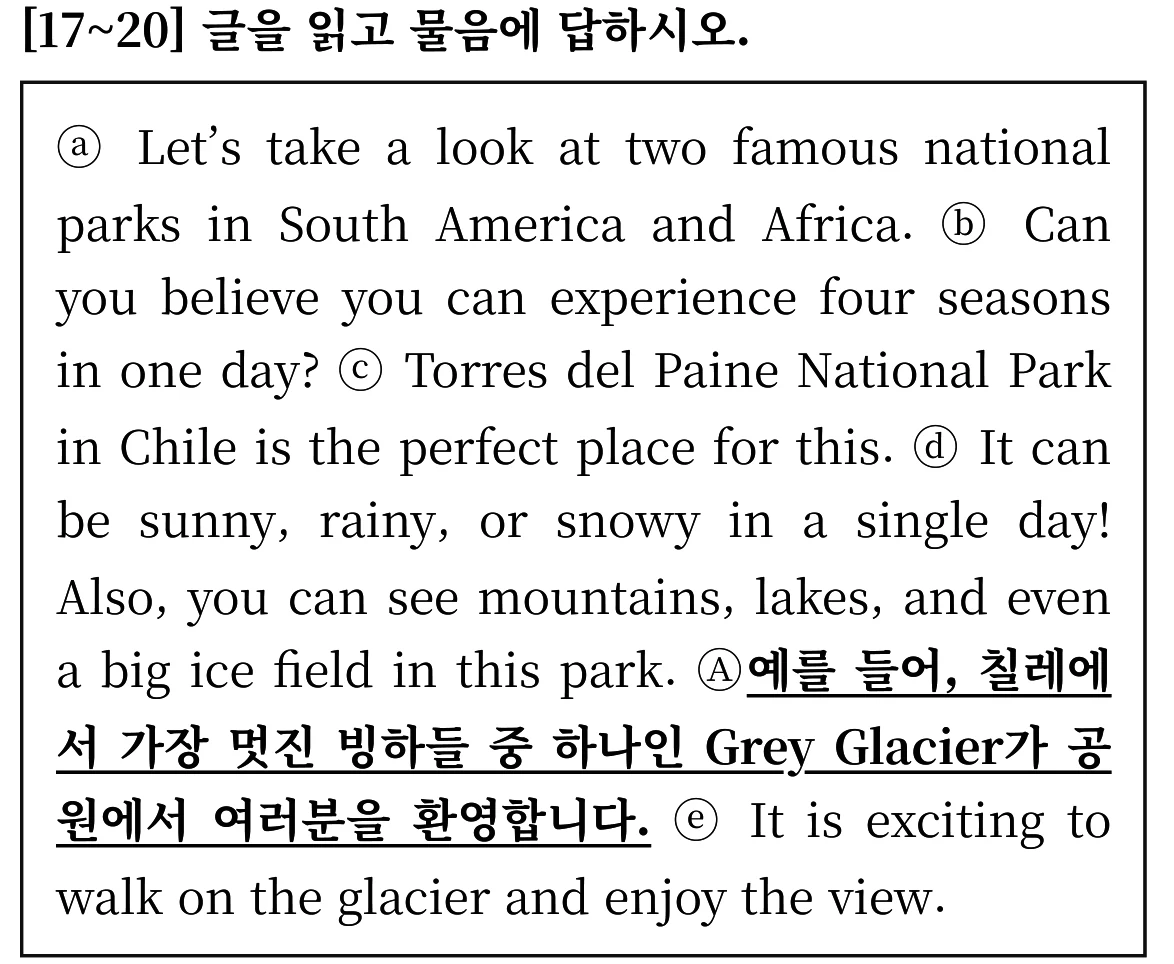 [17~20] 글을 읽고 물음에 답하시오.
ⓐ Let’s take a look at two famous national
parks in South America and Africa. ⓑ Can
you believe you can experience four seasons
in one day? ⓒ Torres del Paine National Park
in Chile is the perfect place for this. ⓓ It can
be sunny, rainy, or snowy in a single day!
Also, you can see mountains, lakes, and even
a big ice field in this park. Ⓐ예를 들어, 칠레에
서 가장 멋진 빙하들 중 하나인 Grey Glacier가 공
원에서 여러분을 환영합니다. ⓔ It is exciting to
walk on the glacier and enjoy the view.